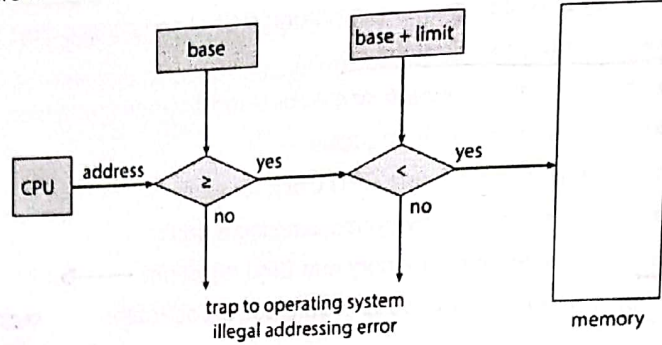 base
base + limit
CPU
address
≥
yes
<
yes
no
no
trap to operating system
illegal addressing error
memory